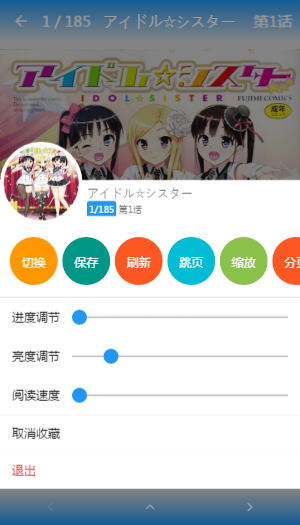 1 / 185 アイドル☆シスター 第1话
アイドル☆シスター
IDOL☆SISTER
FUJIMI COMICS
成年
アイドル☆シスター
1/185 第1话
切换 保存 刷新 跳页 缩放 分页
进度调节
亮度调节
阅读速度
取消收藏
退出